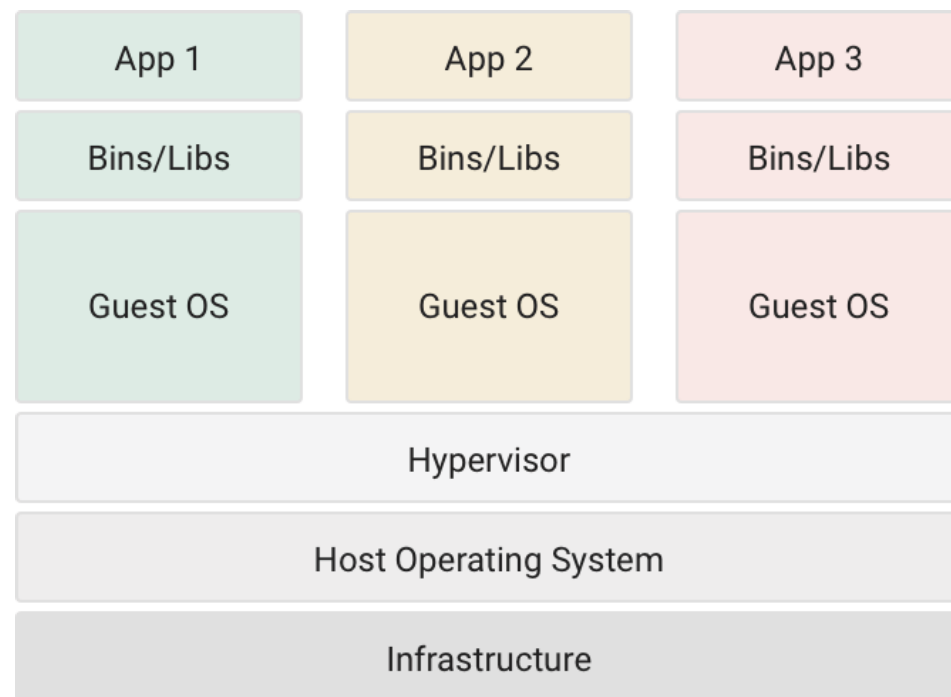 App 1
App 2
App 3
Bins/Libs
Bins/Libs
Bins/Libs
Guest OS
Guest OS
Guest OS
Hypervisor
Host Operating System
Infrastructure